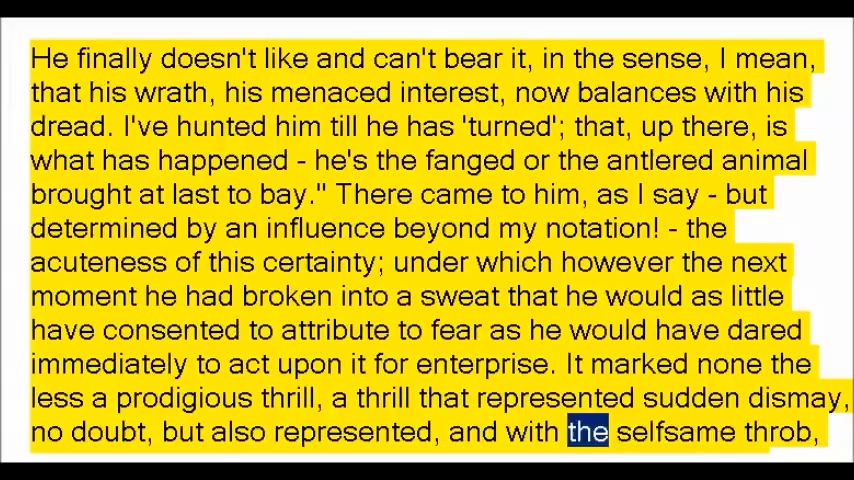 He finally doesn't like and can't bear it, in the sense, I mean,
that his wrath, his menaced interest, now balances with his
dread. I've hunted him till he has 'turned'; that, up there, is
what has happened - he's the fanged or the antlered animal
brought at last to bay." There came to him, as I say - but
determined by an influence beyond my notation! - the
acuteness of this certainty; under which however the next
moment he had broken into a sweat that he would as little
have consented to attribute to fear as he would have dared
immediately to act upon it for enterprise. It marked none the
less a prodigious thrill, a thrill that represented sudden dismay,
no doubt, but also represented, and with the selfsame throb,